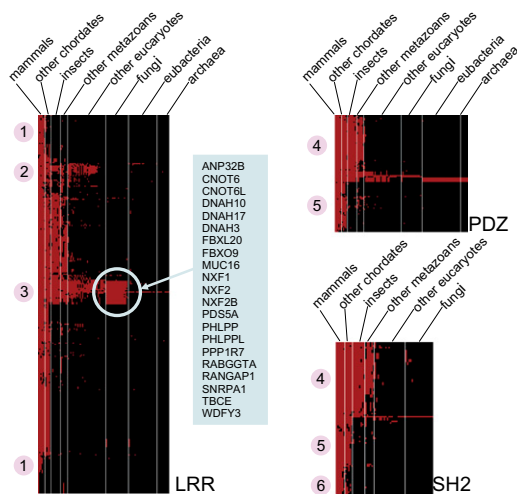 mammals
other chordates
insects
other metazoans
other eucaryotes
fungi
eubacteria
archaea
1
2
3
1
LRR
ANP32B
CNOT6
CNOT6L
DNAH10
DNAH17
DNAH3
FBXL20
FBXO9
MUC16
NXF1
NXF2
NXF2B
PDS5A
PHLPP
PHLPPL
PPP1R7
RABGGTA
RANGAP1
SNRPA1
TBCE
WDFY3
mammals
other chordates
insects
other metazoans
other eucaryotes
fungi
eubacteria
archaea
4
5
PDZ
mammals
other chordates
insects
other metazoans
other eucaryotes
fungi
4
5
6
SH2